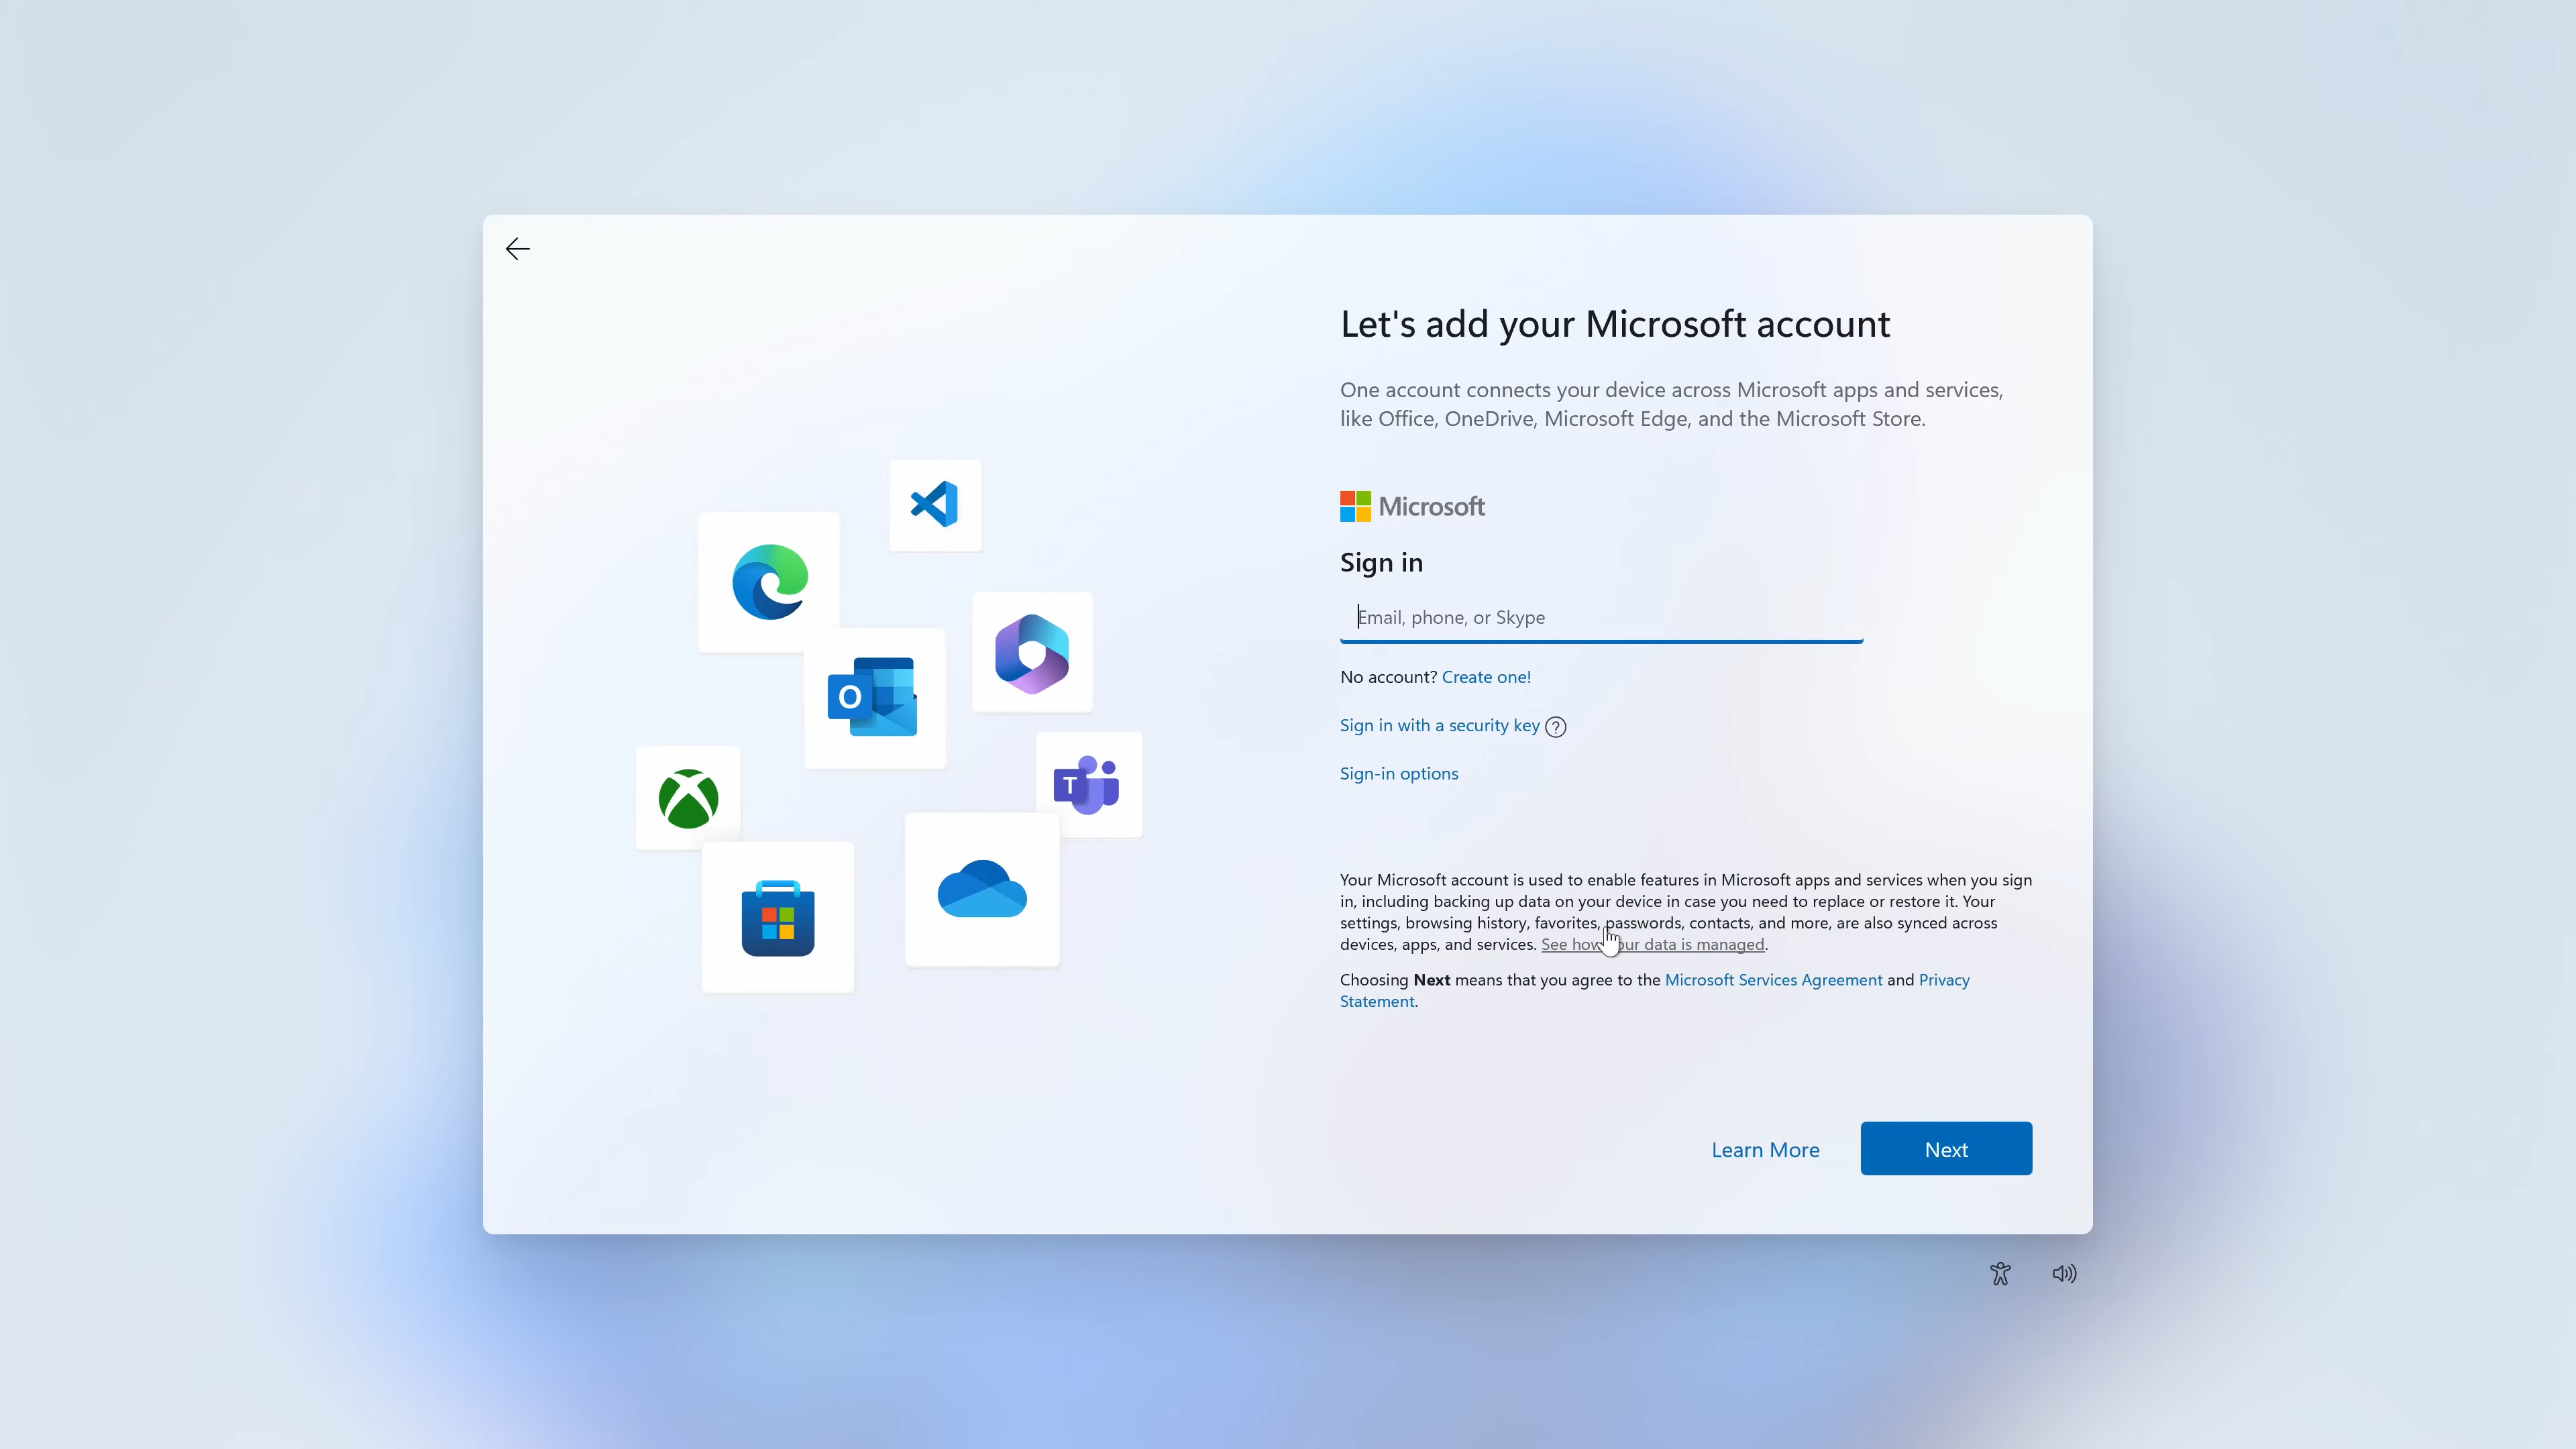 Let's add your Microsoft account
One account connects your device across Microsoft apps and services,
like Office, OneDrive, Microsoft Edge, and the Microsoft Store.
Microsoft
Sign in
Email, phone, or Skype
No account? Create one!
Sign in with a security key ?
Sign-in options
Your Microsoft account is used to enable features in Microsoft apps and services when you sign
in, including backing up data on your device in case you need to replace or restore it. Your
settings, browsing history, favorites, passwords, contacts, and more, are also synced across
devices, apps, and services. See how your data is managed.
Choosing Next means that you agree to the Microsoft Services Agreement and Privacy
Statement.
Learn More
Next
O
T